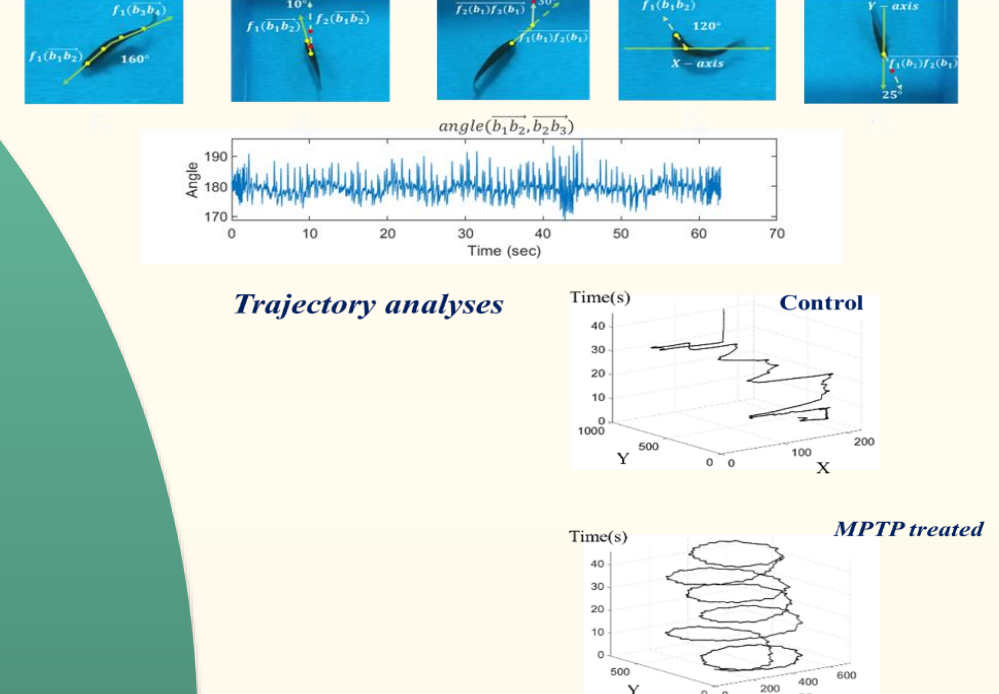 f₁(b₃b₄)
f₁(b₁b₂)
160°
10°
f₂(b₁b₂)
f₁(b₁b₂)
f₂(b₁)f₃(b₁)
30°
f₁(b₁)f₂(b₁)
f₁(b₁b₂)
120°
X − axis
Y − axis
f₁(b₁)f₂(b₁)
25°
angle(b₁b₂, b₂b₃)
190
180
170
Angle
0 10 20 30 40 50 60 70
Time (sec)
Trajectory analyses
Time(s)
Control
40
30
20
10
0
1000
500
0
Y
0
100
200
X
MPTP treated
Time(s)
40
30
20
10
0
500
Y
0
0
200
400
600